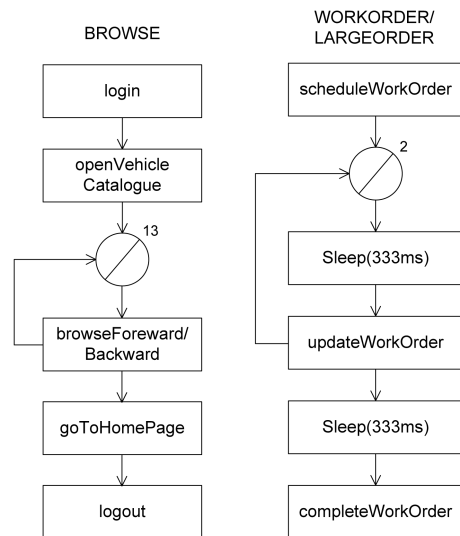 BROWSE
login
openVehicle
Catalogue
13
browseForeward/
Backward
goToHomePage
logout
WORKORDER/
LARGEORDER
scheduleWorkOrder
2
Sleep(333ms)
updateWorkOrder
Sleep(333ms)
completeWorkOrder